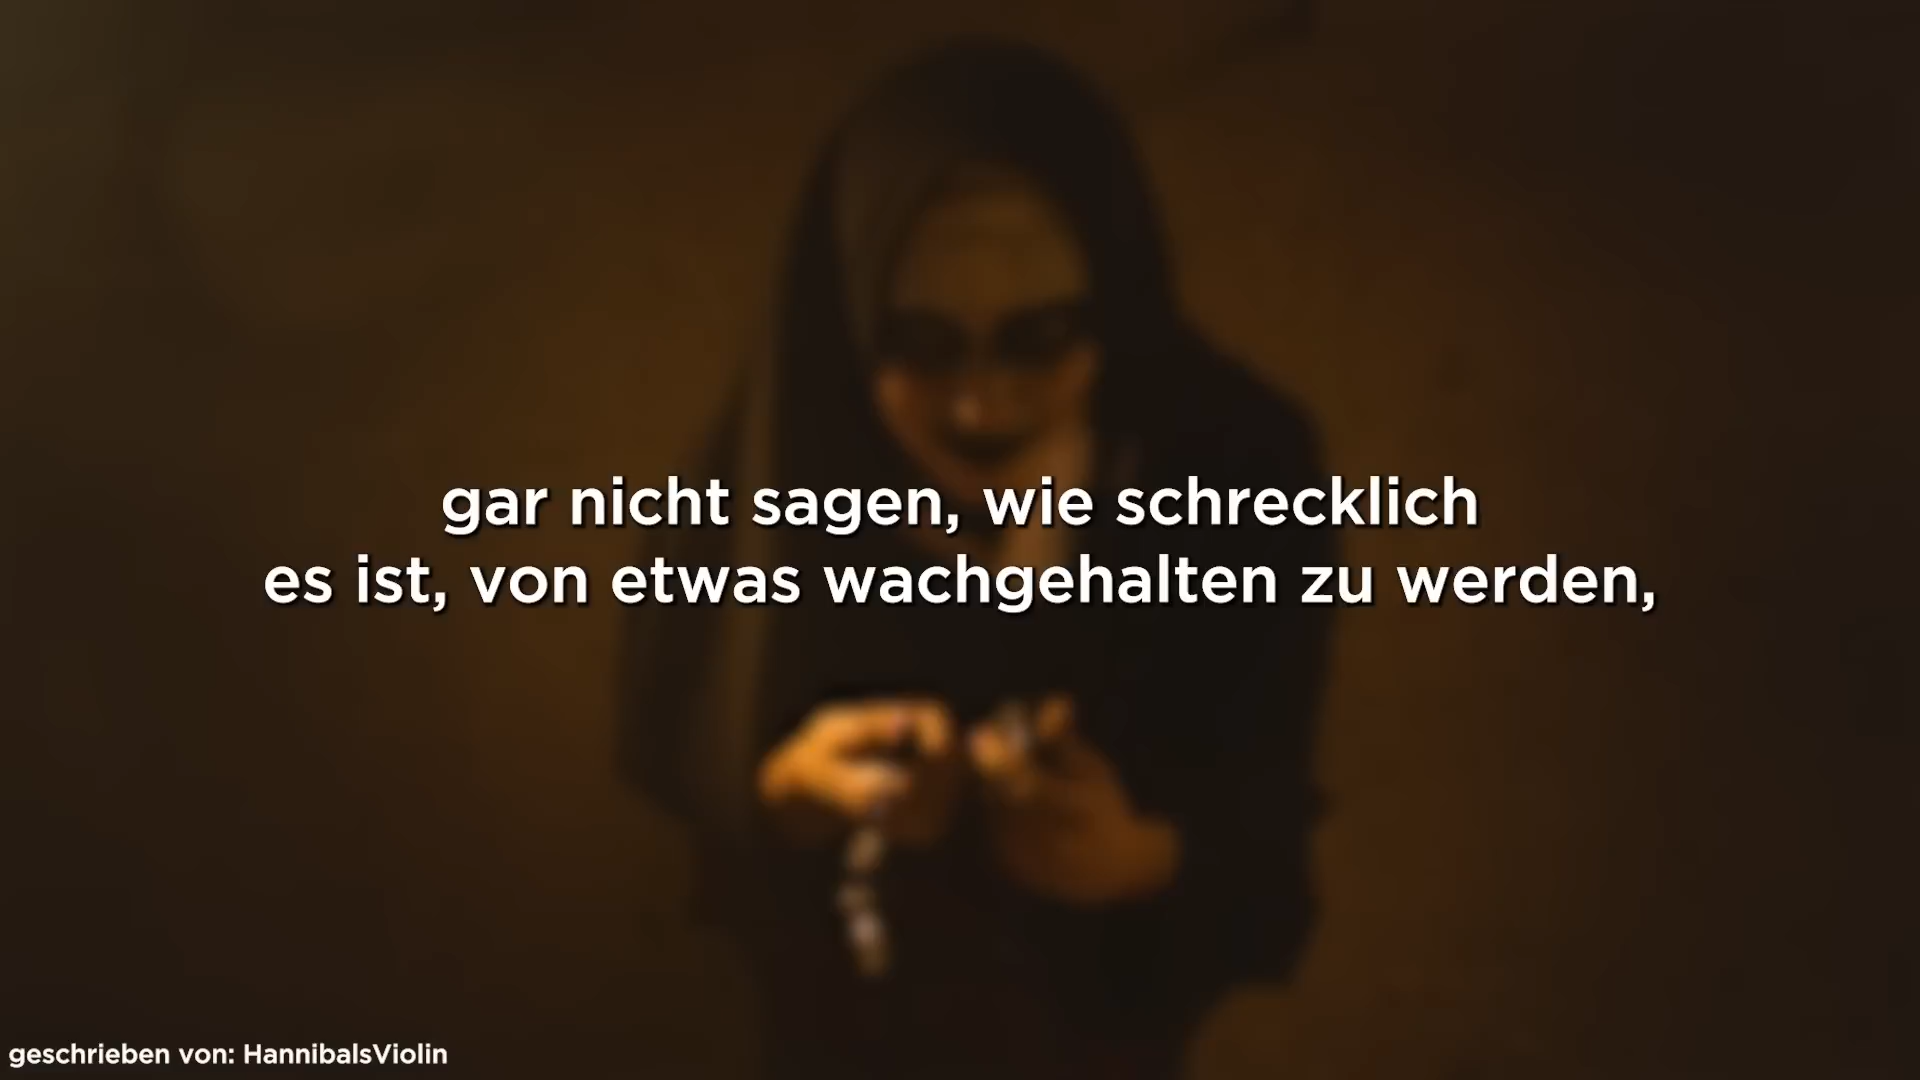 gar nicht sagen, wie schrecklich
es ist, von etwas wachgehalten zu werden,
geschrieben von: HannibalsViolin